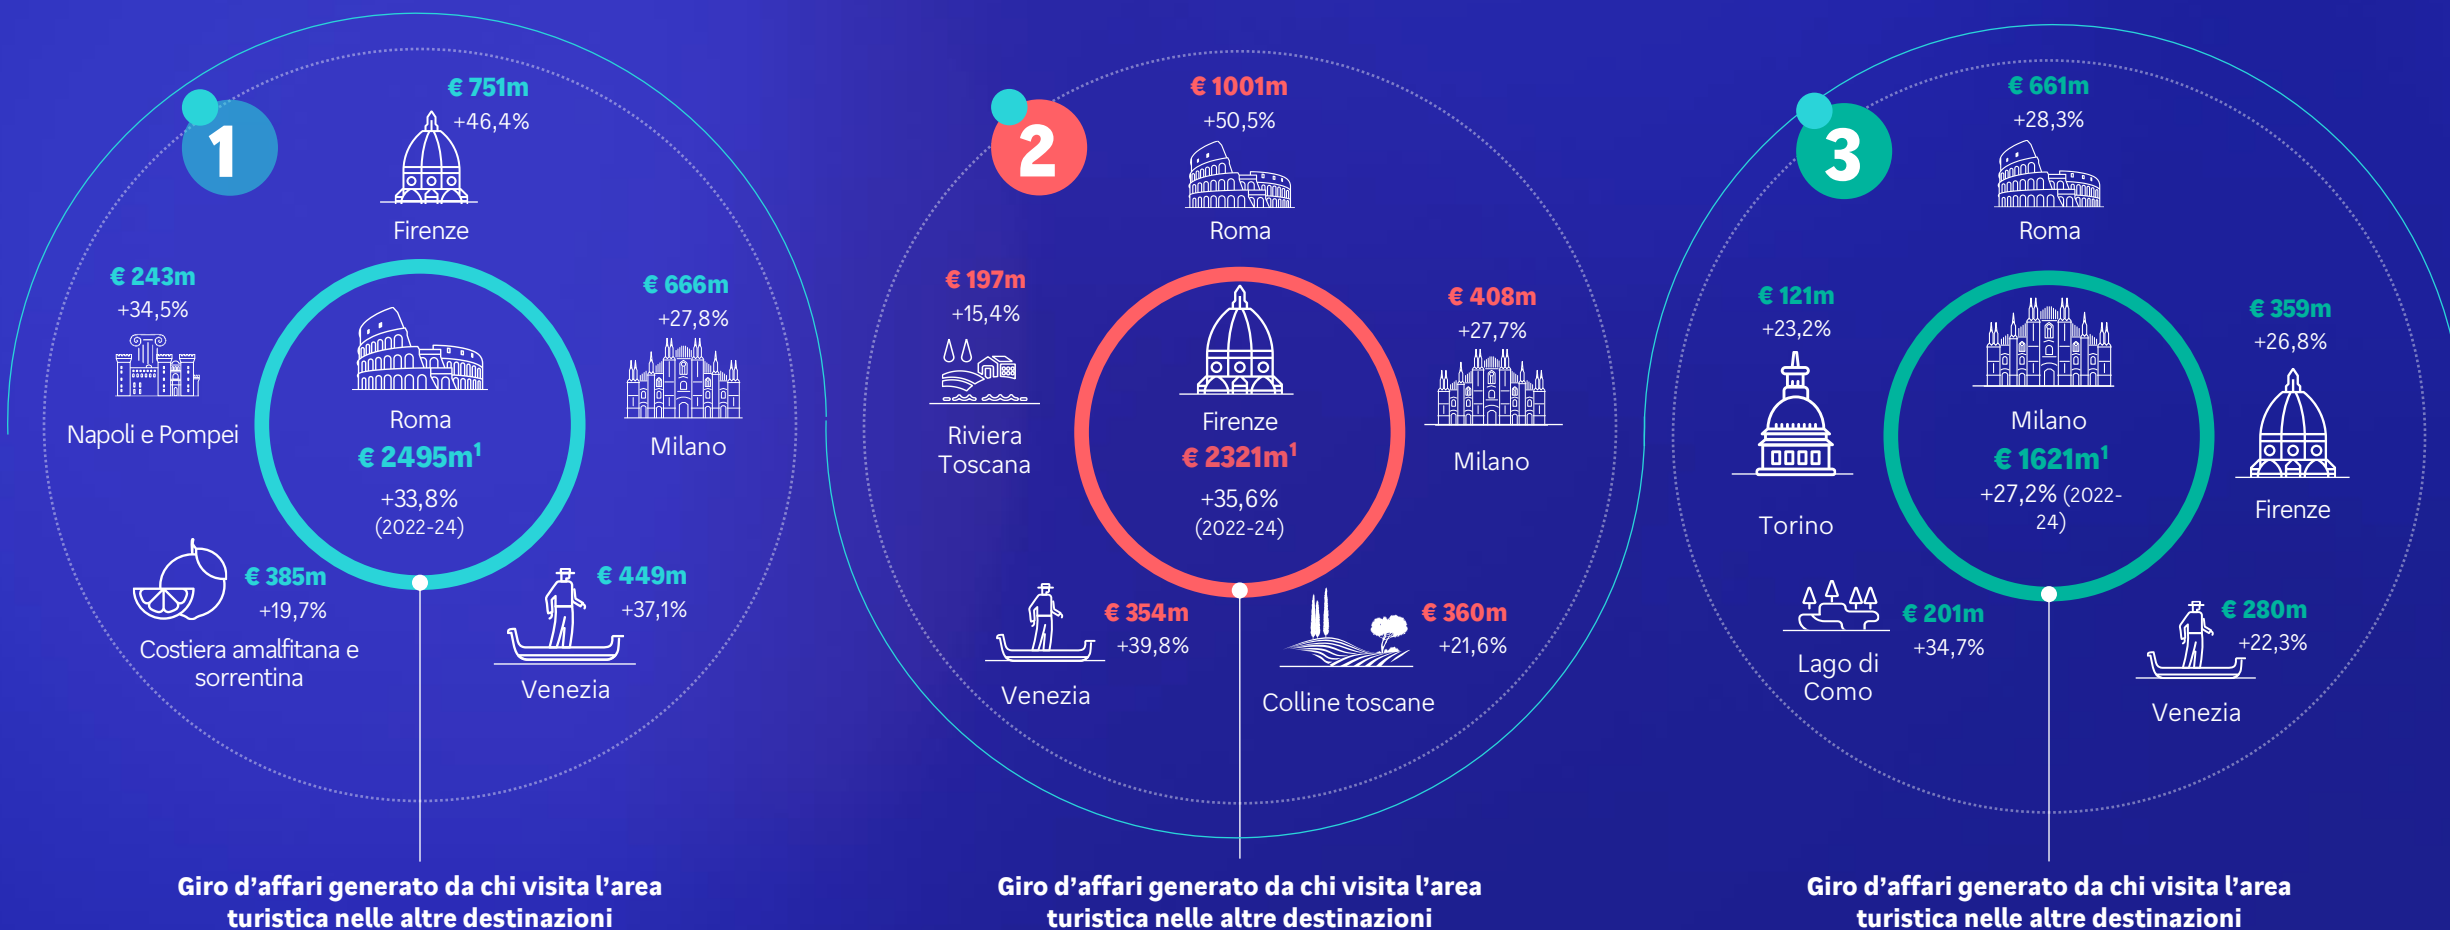 1
€ 751m
+46,4%
Firenze
€ 243m
+34,5%
Napoli e Pompei
€ 666m
+27,8%
Milano
Roma
€ 2495m¹
+33,8%
(2022-24)
€ 385m
+19,7%
Costiera amalfitana e
sorrentina
€ 449m
+37,1%
Venezia
Giro d’affari generato da chi visita l’area
turistica nelle altre destinazioni
2
€ 1001m
+50,5%
Roma
€ 197m
+15,4%
Riviera
Toscana
€ 408m
+27,7%
Milano
Firenze
€ 2321m¹
+35,6%
(2022-24)
€ 354m
+39,8%
Venezia
€ 360m
+21,6%
Colline toscane
Giro d’affari generato da chi visita l’area
turistica nelle altre destinazioni
3
€ 661m
+28,3%
Roma
€ 121m
+23,2%
Torino
€ 359m
+26,8%
Firenze
Milano
€ 1621m¹
+27,2% (2022-
24)
€ 201m
+34,7%
Lago di
Como
€ 280m
+22,3%
Venezia
Giro d’affari generato da chi visita l’area
turistica nelle altre destinazioni